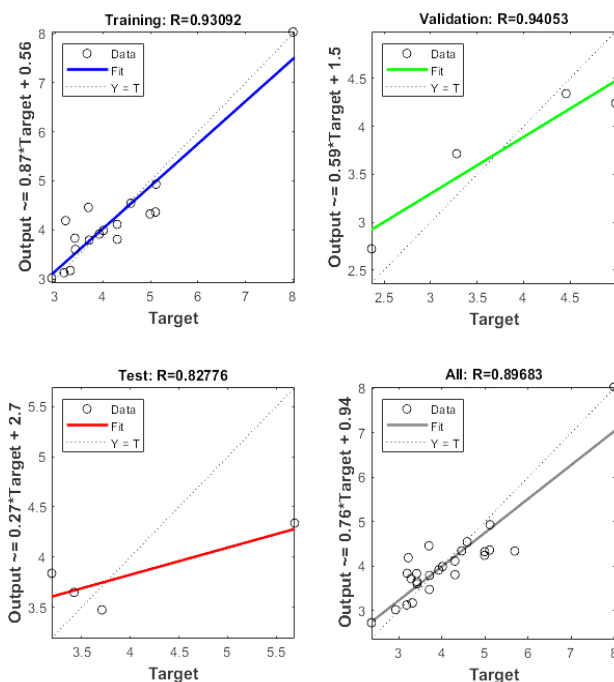 Training: R=0.93092
Output ~= 0.87*Target + 0.56
8
7
6
5
4
3
Data
Fit
Y = T
3
4
5
6
7
8
Target
Validation: R=0.94053
Output ~= 0.59*Target + 1.5
4.5
4
3.5
3
2.5
Data
Fit
Y = T
2.5
3
3.5
4
4.5
Target
Test: R=0.82776
Output ~= 0.27*Target + 2.7
5.5
5
4.5
4
3.5
Data
Fit
Y = T
3.5
4
4.5
5
5.5
Target
All: R=0.89683
Output ~= 0.76*Target + 0.94
8
7
6
5
4
3
Data
Fit
Y = T
3
4
5
6
7
8
Target